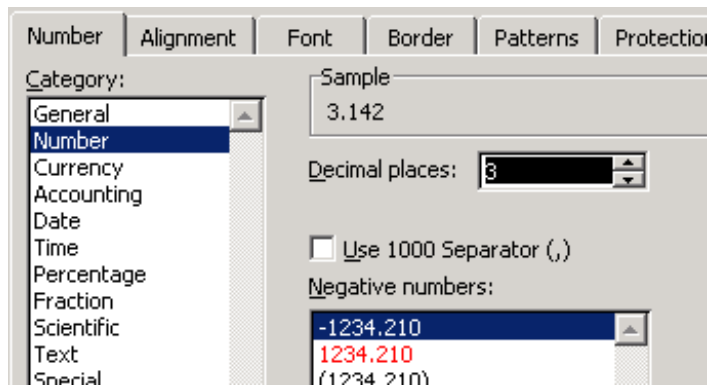 Number Alignment Font Border Patterns Protection
Category:
General
Number
Currency
Accounting
Date
Time
Percentage
Fraction
Scientific
Text
Special
Sample
3.142
Decimal places: 3
Use 1000 Separator (,)
Negative numbers:
-1234.210
1234.210
(1234.210)